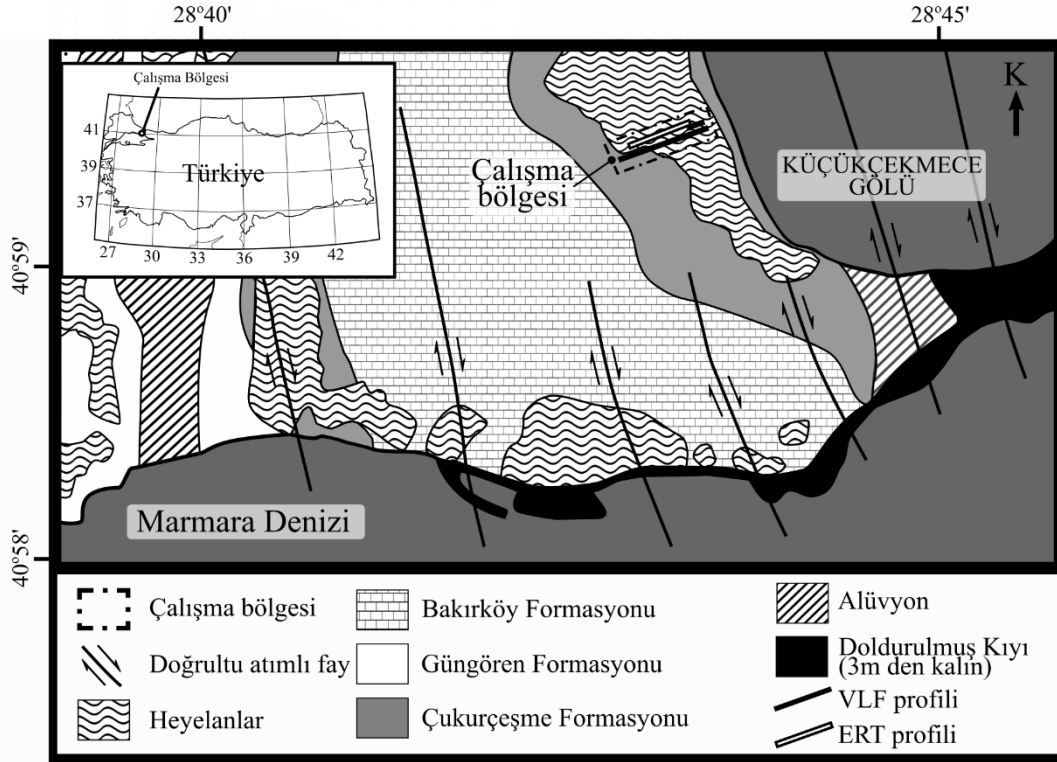 28°40'
28°45'
Çalışma Bölgesi
41
39
37
Türkiye
27
30
33
36
39
42
K
Çalışma
bölgesi
KÜÇÜKÇEKMECE
GÖLÜ
40°59'
40°58'
Marmara Denizi
Çalışma bölgesi
Doğrultu atımlı fay
Heyelanlar
Bakırköy Formasyonu
Güngören Formasyonu
Çukurçeşme Formasyonu
Alüvyon
Doldurulmuş Kıyı
(3m den kalın)
VLF profili
ERT profili